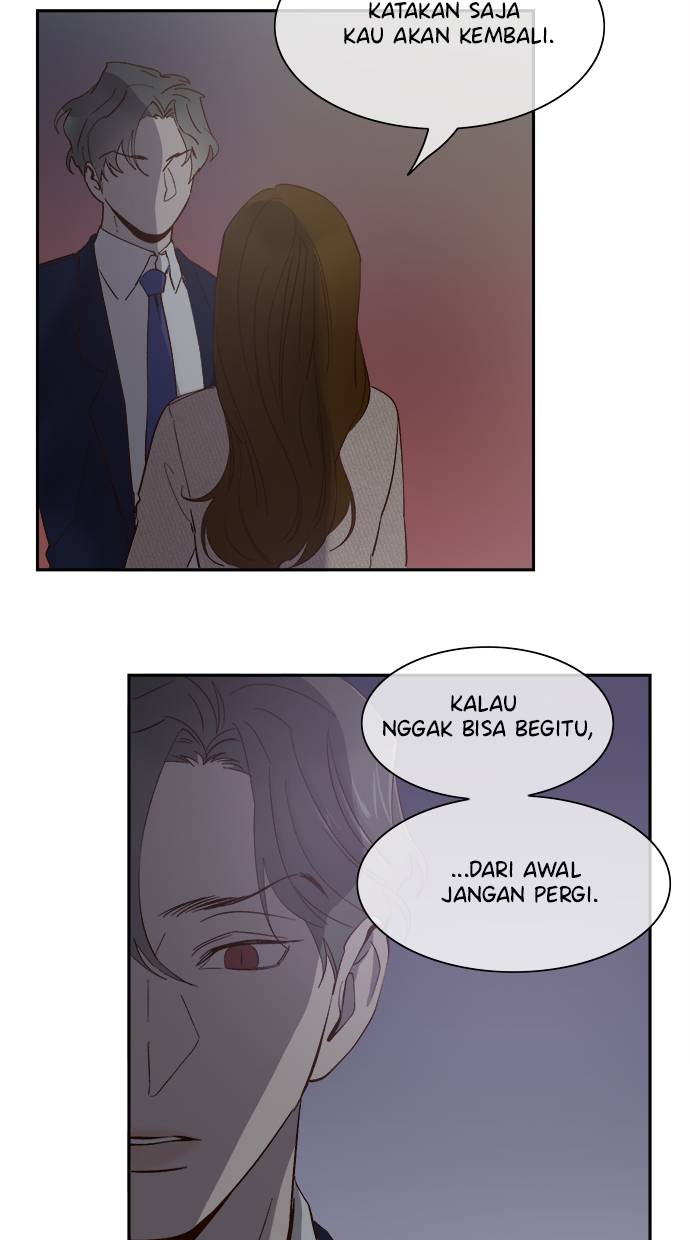 KATAKAN SAJA
KAU AKAN KEMBALI.
KALAU
NGGAK BISA BEGITU,
...DARI AWAL
JANGAN PERGI.